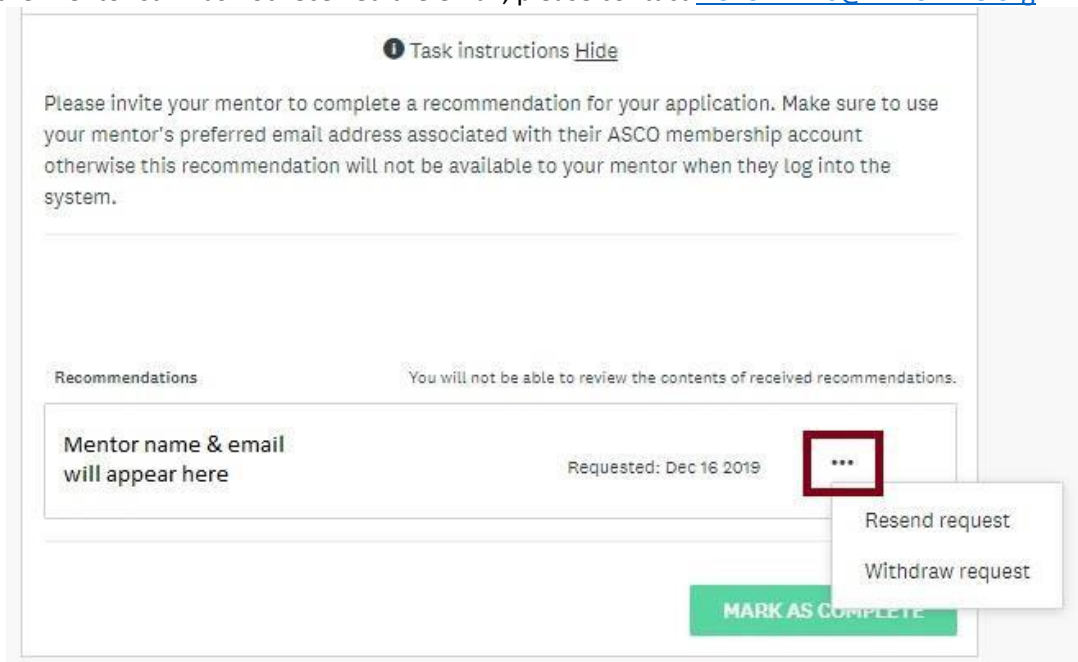 please contact
Task instructions Hide
Please invite your mentor to complete a recommendation for your application. Make sure to use
your mentor's preferred email address associated with their ASCO membership account
otherwise this recommendation will not be available to your mentor when they log into the
system.
Recommendations You will not be able to review the contents of received recommendations.
Mentor name & email
will appear here
Requested: Dec 16 2019 •••
Resend request
Withdraw request
MARK AS COMPLETE